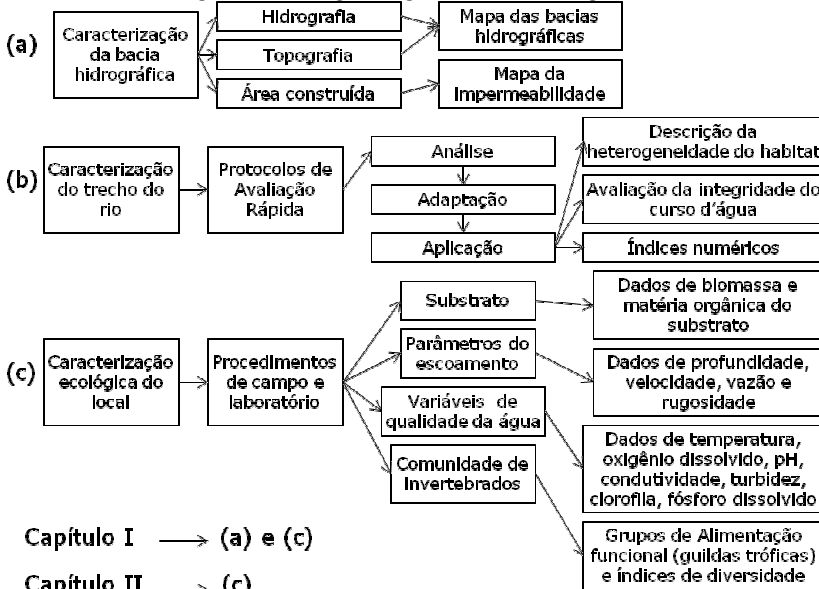 (a)
Caracterização
da bacia
hidrográfica
Hidrografia
Topografia
Área construída
Mapa das bacias
hidrográficas
Mapa da
Impermeabilidade
(b)
Caracterização
do trecho do
rio
Protocolos de
Avaliação
Rápida
Análise
Adaptação
Aplicação
Descrição da
heterogeneidade do habitat
Avaliação da integridade do
curso d'água
Índices numéricos
(c)
Caracterização
ecológica do
local
Procedimentos
de campo e
laboratório
Substrato
Parâmetros do
escoamento
Variáveis de
qualidade da água
Comunidade de
Invertebrados
Dados de biomassa e
matéria orgânica do
substrato
Dados de profundidade,
velocidade, vazão e
rugosidade
Dados de temperatura,
oxigênio dissolvido, pH,
condutividade, turbidez,
clorofila, fósforo dissolvido
Grupos de Alimentação
funcional (guildas tróficas)
e índices de diversidade
Capítulo I → (a) e (c)
Capítulo II → (c)